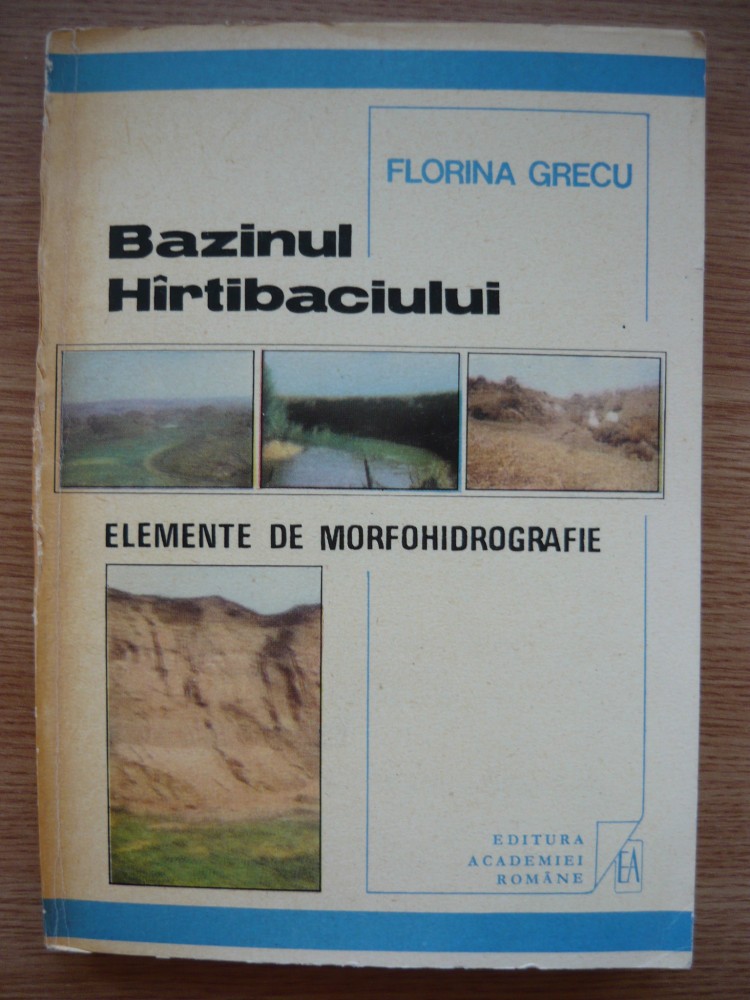 FLORINA GRECU
Bazinul
Hîrtibaciului
ELEMENTE DE MORFOHIDROGRAFIE
EDITURA
ACADEMIEI
ROMÂNE
EA